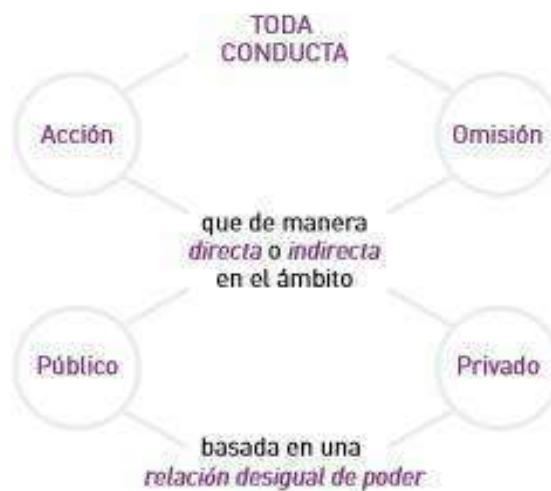 TODA
CONDUCTA
Acción
Omisión
que de manera
directa o indirecta
en el ámbito
Público
Privado
basada en una
relación desigual de poder